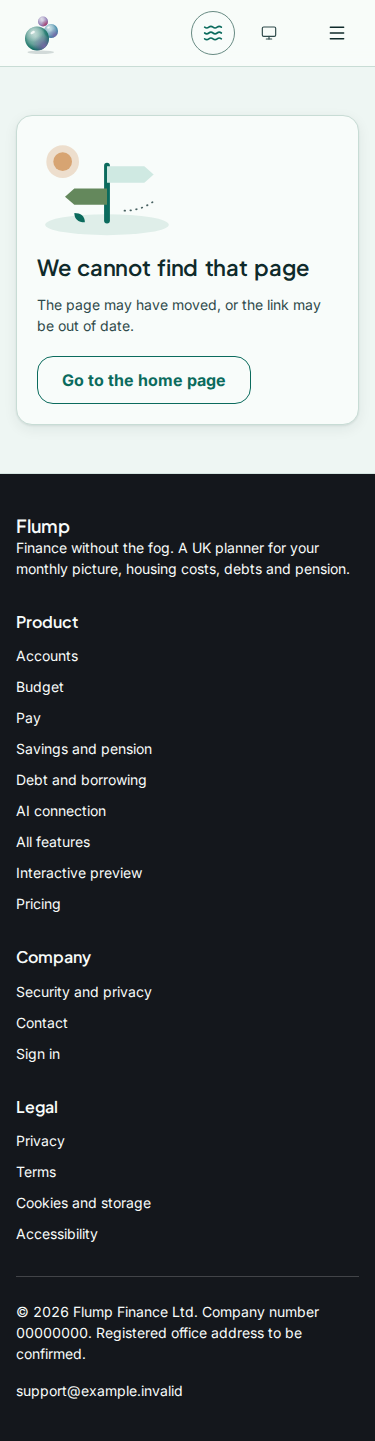 We cannot find that page
The page may have moved, or the link may
be out of date.
Go to the home page
Flump
Finance without the fog. A UK planner for your
monthly picture, housing costs, debts and pension.
Product
Accounts
Budget
Pay
Savings and pension
Debt and borrowing
AI connection
All features
Interactive preview
Pricing
Company
Security and privacy
Contact
Sign in
Legal
Privacy
Terms
Cookies and storage
Accessibility
© 2026 Flump Finance Ltd. Company number
00000000. Registered office address to be
confirmed.
support@example.invalid